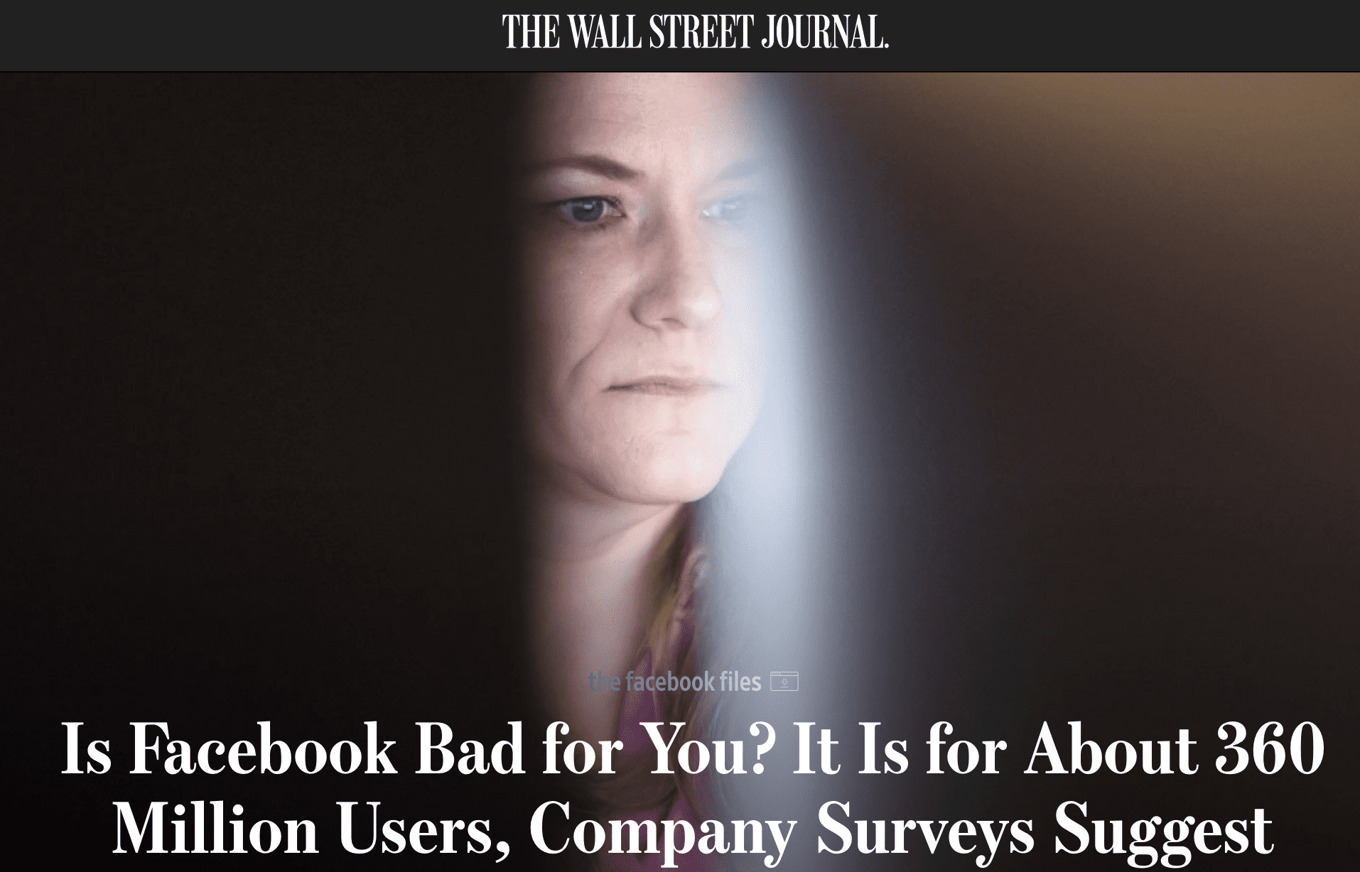 THE WALL STREET JOURNAL.
the facebook files
Is Facebook Bad for You? It Is for About 360
Million Users, Company Surveys Suggest